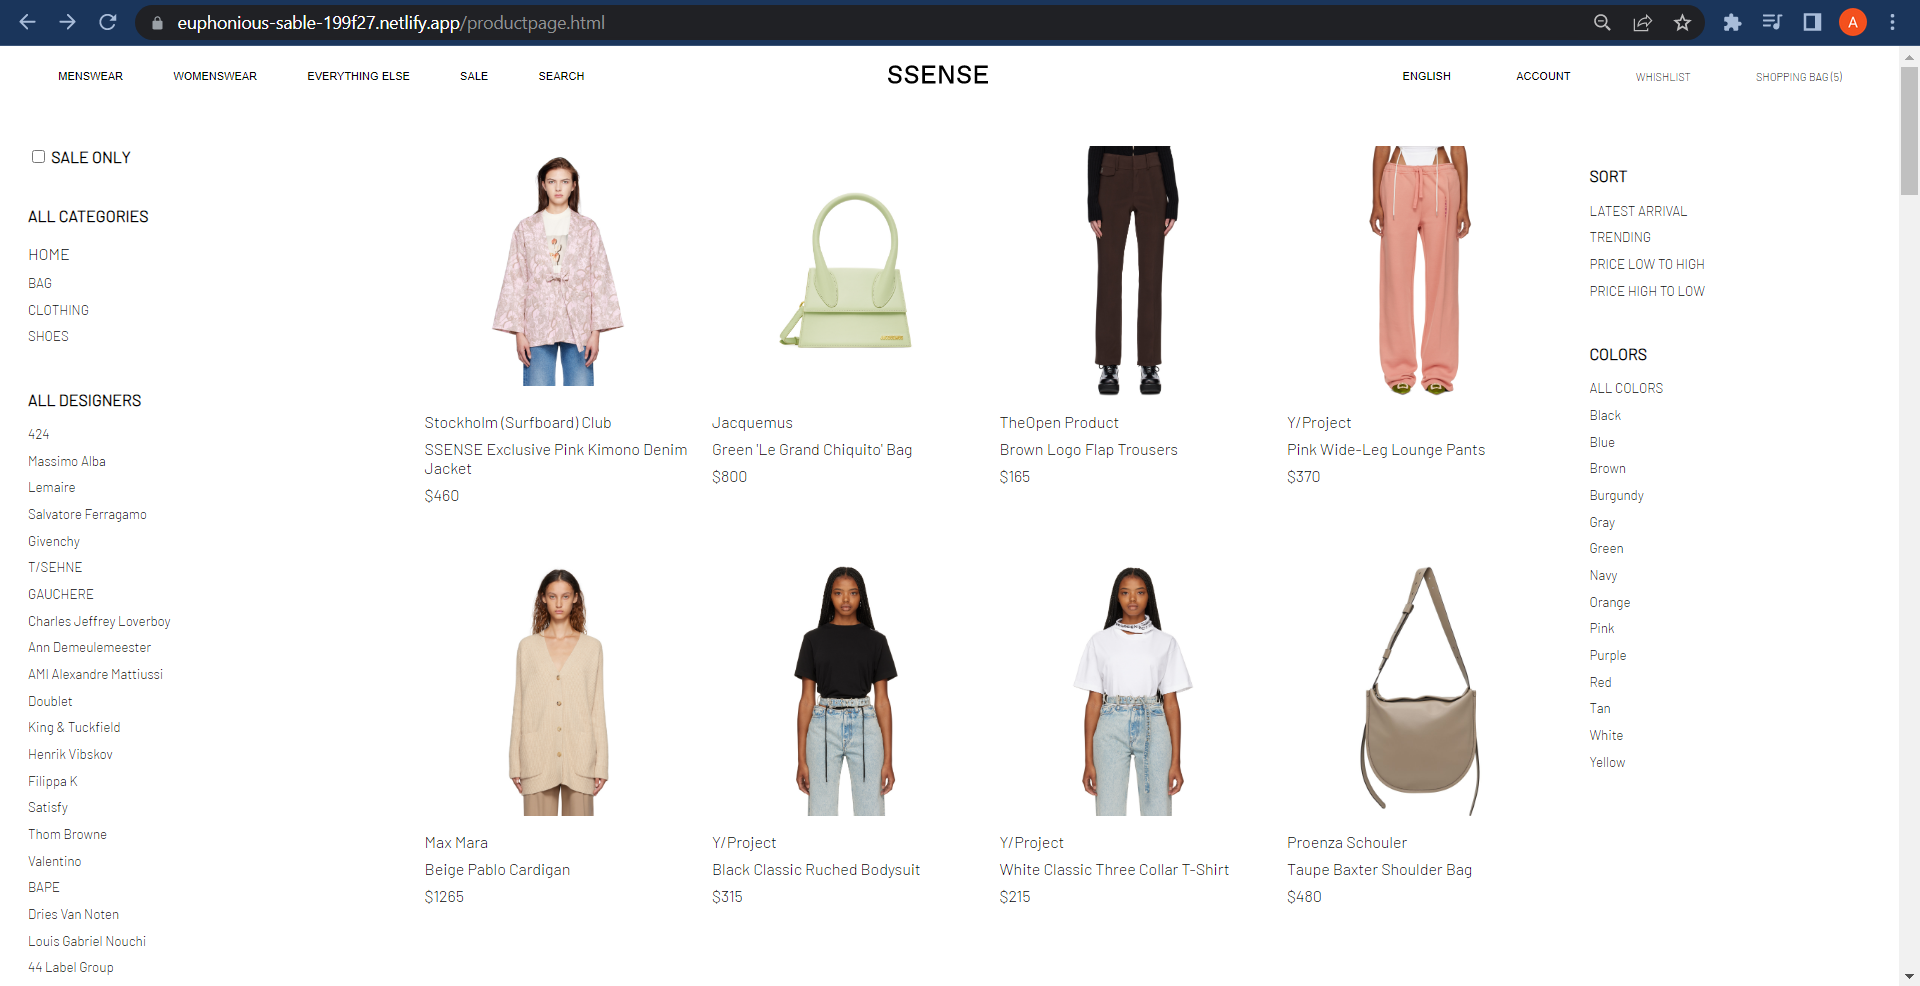 euphonious-sable-199f27.netlify.app/productpage.html
A
MENSWEAR WOMENSWEAR EVERYTHING ELSE SALE SEARCH SSENSE ENGLISH ACCOUNT WHISHLIST SHOPPING BAG (5)
SALE ONLY
ALL CATEGORIES
HOME
BAG
CLOTHING
SHOES
ALL DESIGNERS
424
Massimo Alba
Lemaire
Salvatore Ferragamo
Givenchy
T/SEHNE
GAUCHERE
Charles Jeffrey Loverboy
Ann Demeulemeester
AMI Alexandre Mattiussi
Doublet
King & Tuckfield
Henrik Vibskov
Filippa K
Satisfy
Thom Browne
Valentino
BAPE
Dries Van Noten
Louis Gabriel Nouchi
44 Label Group
Stockholm (Surfboard) Club
SSENSE Exclusive Pink Kimono Denim
Jacket
$460
Jacquemus
Green 'Le Grand Chiquito' Bag
$800
TheOpen Product
Brown Logo Flap Trousers
$165
Y/Project
Pink Wide-Leg Lounge Pants
$370
Max Mara
Beige Pablo Cardigan
$1265
Y/Project
Black Classic Ruched Bodysuit
$315
Y/Project
White Classic Three Collar T-Shirt
$215
Proenza Schouler
Taupe Baxter Shoulder Bag
$480
SORT
LATEST ARRIVAL
TRENDING
PRICE LOW TO HIGH
PRICE HIGH TO LOW
COLORS
ALL COLORS
Black
Blue
Brown
Burgundy
Gray
Green
Navy
Orange
Pink
Purple
Red
Tan
White
Yellow